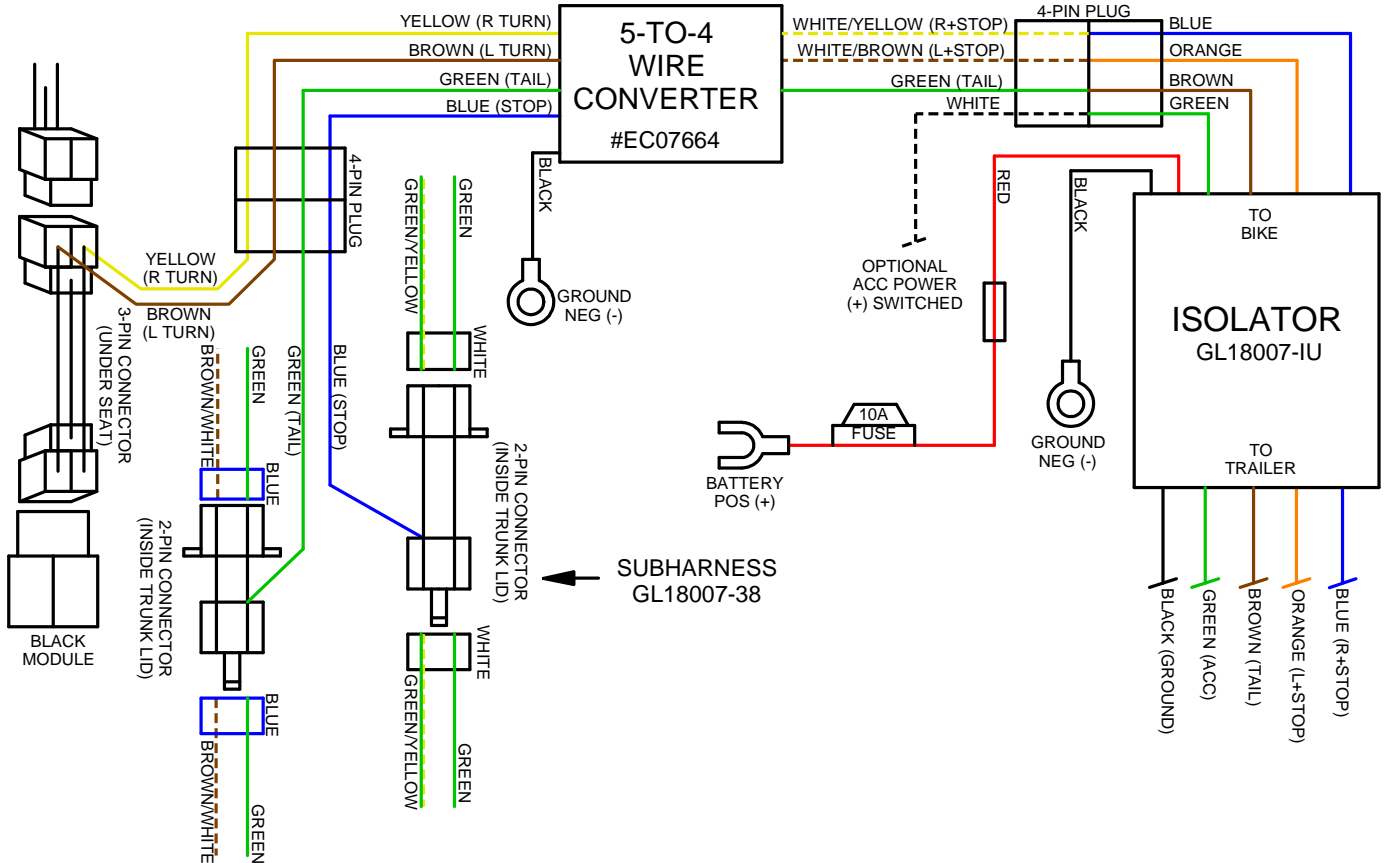 YELLOW (R TURN)
BROWN (L TURN)
GREEN (TAIL)
BLUE (STOP)
5-TO-4
WIRE
CONVERTER
#EC07664
WHITE/YELLOW (R+STOP)
WHITE/BROWN (L+STOP)
GREEN (TAIL)
WHITE
4-PIN PLUG
BLUE
ORANGE
BROWN
GREEN
4-PIN PLUG
BLACK
GROUND
NEG (-)
GREEN/YELLOW
GREEN
WHITE
RED
BLACK
OPTIONAL
ACC POWER
(+) SWITCHED
TO
BIKE
ISOLATOR
GL18007-IU
TO
TRAILER
YELLOW
(R TURN)
BROWN
(L TURN)
3-PIN CONNECTOR
(UNDER SEAT)
BROWN/WHITE
GREEN
GREEN (TAIL)
BLUE (STOP)
BLUE
2-PIN CONNECTOR
(INSIDE TRUNK LID)
10A
FUSE
BATTERY
POS (+)
GROUND
NEG (-)
2-PIN CONNECTOR
(INSIDE TRUNK LID)
SUBHARNESS
GL18007-38
BLACK
MODULE
WHITE
GREEN/YELLOW
GREEN
BLUE
BROWN/WHITE
GREEN
BLACK (GROUND)
GREEN (ACC)
BROWN (TAIL)
ORANGE (L+STOP)
BLUE (R+STOP)